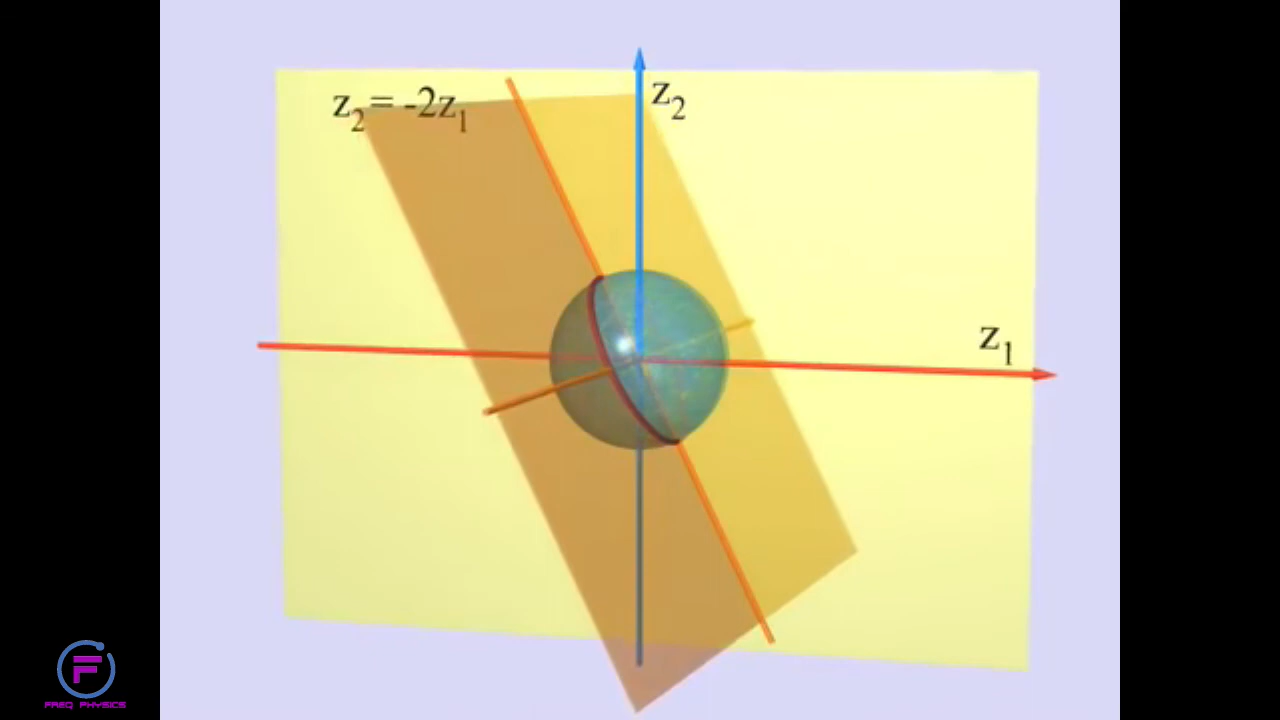 z₂ = -2z₁
z₂
z₁
FREQ PHYSICS